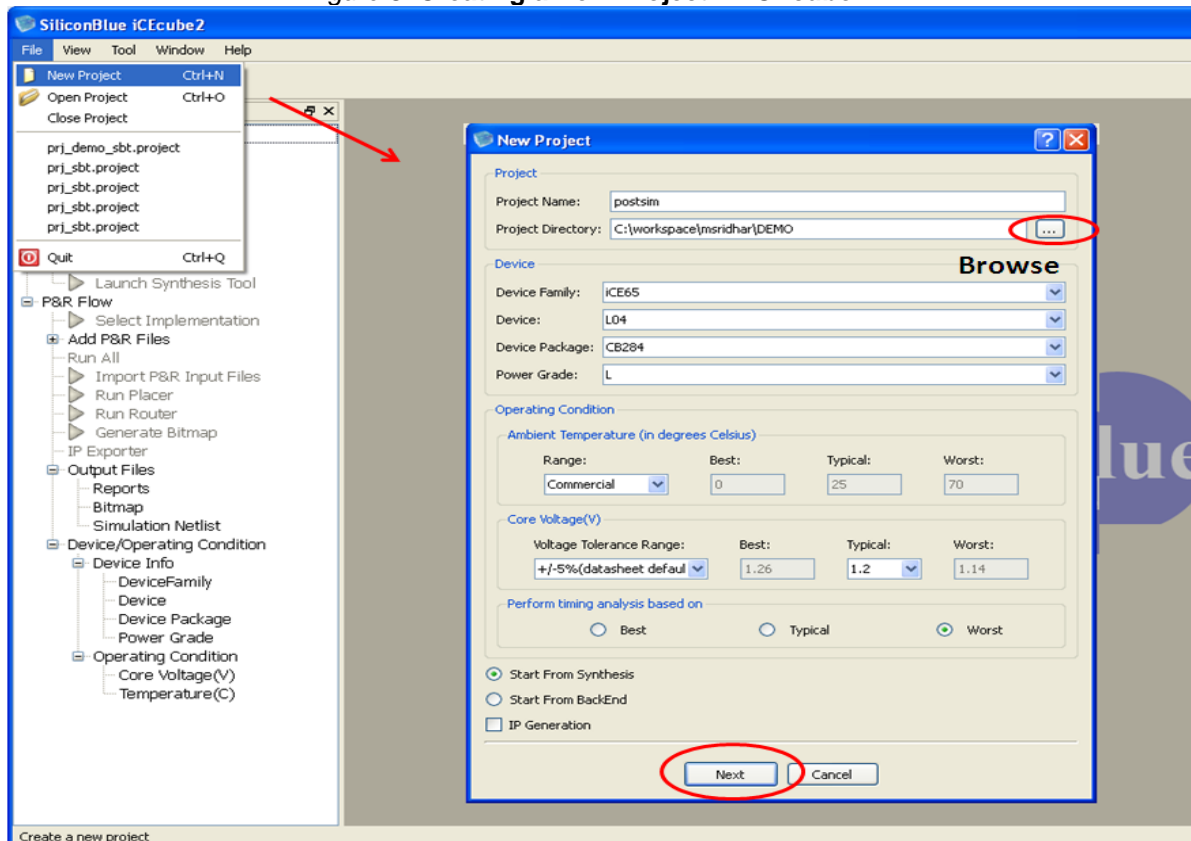 SiliconBlue iCEcube2
File View Tool Window Help
New Project Ctrl+N
Open Project Ctrl+O
Close Project
prj_demo_sbt.project
prj_sbt.project
prj_sbt.project
prj_sbt.project
prj_sbt.project
Quit Ctrl+Q
Launch Synthesis Tool
P&R Flow
Select Implementation
Add P&R Files
Run All
Import P&R Input Files
Run Placer
Run Router
Generate Bitmap
IP Exporter
Output Files
Reports
Bitmap
Simulation Netlist
Device/Operating Condition
Device Info
DeviceFamily
Device
Device Package
Power Grade
Operating Condition
Core Voltage(V)
Temperature(C)
New Project
Project
Project Name: postsim
Project Directory: C:\workspace\msridhar\DEMO ...
Browse
Device
Device Family: iCE65
Device: L04
Device Package: CB284
Power Grade: L
Operating Condition
Ambient Temperature (in degrees Celsius)
Range: Best: Typical: Worst:
Commercial 0 25 70
Core Voltage(V)
Voltage Tolerance Range: Best: Typical: Worst:
+/-5%(datasheet defaul 1.26 1.2 1.14
Perform timing analysis based on
Best Typical Worst
Start From Synthesis
Start From BackEnd
IP Generation
Next Cancel
lue
Create a new project